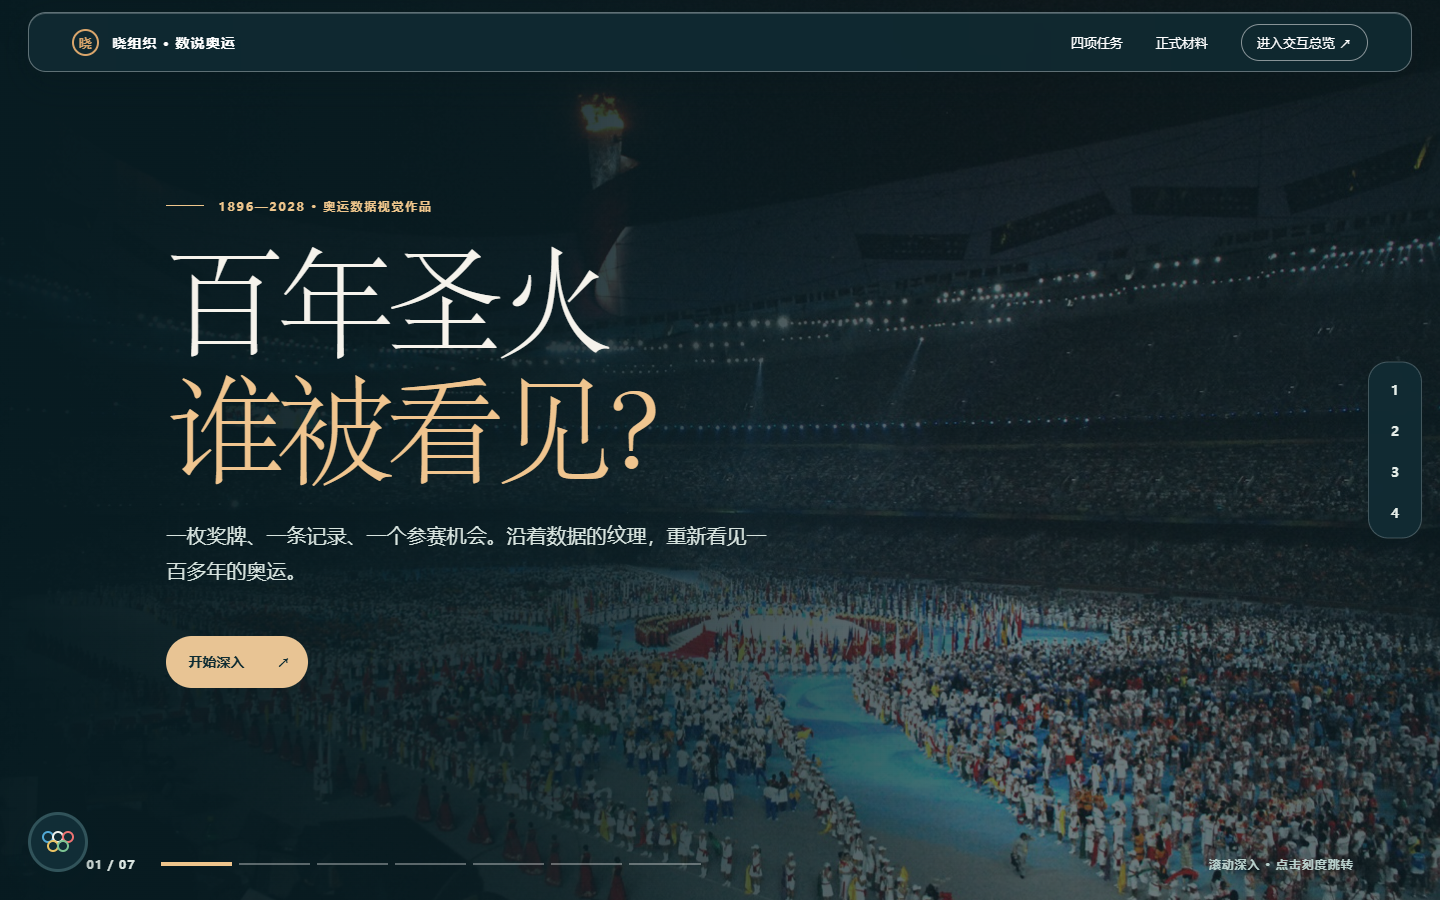 晓 晓组织 • 数说奥运
四项任务 正式材料 进入交互总览 ↗
1896—2028 • 奥运数据视觉作品
百年圣火
谁被看见?
一枚奖牌、一条记录、一个参赛机会。沿着数据的纹理，重新看见一
百多年的奥运。
开始深入 ↗
1
2
3
4
01 / 07
滚动深入 • 点击刻度跳转